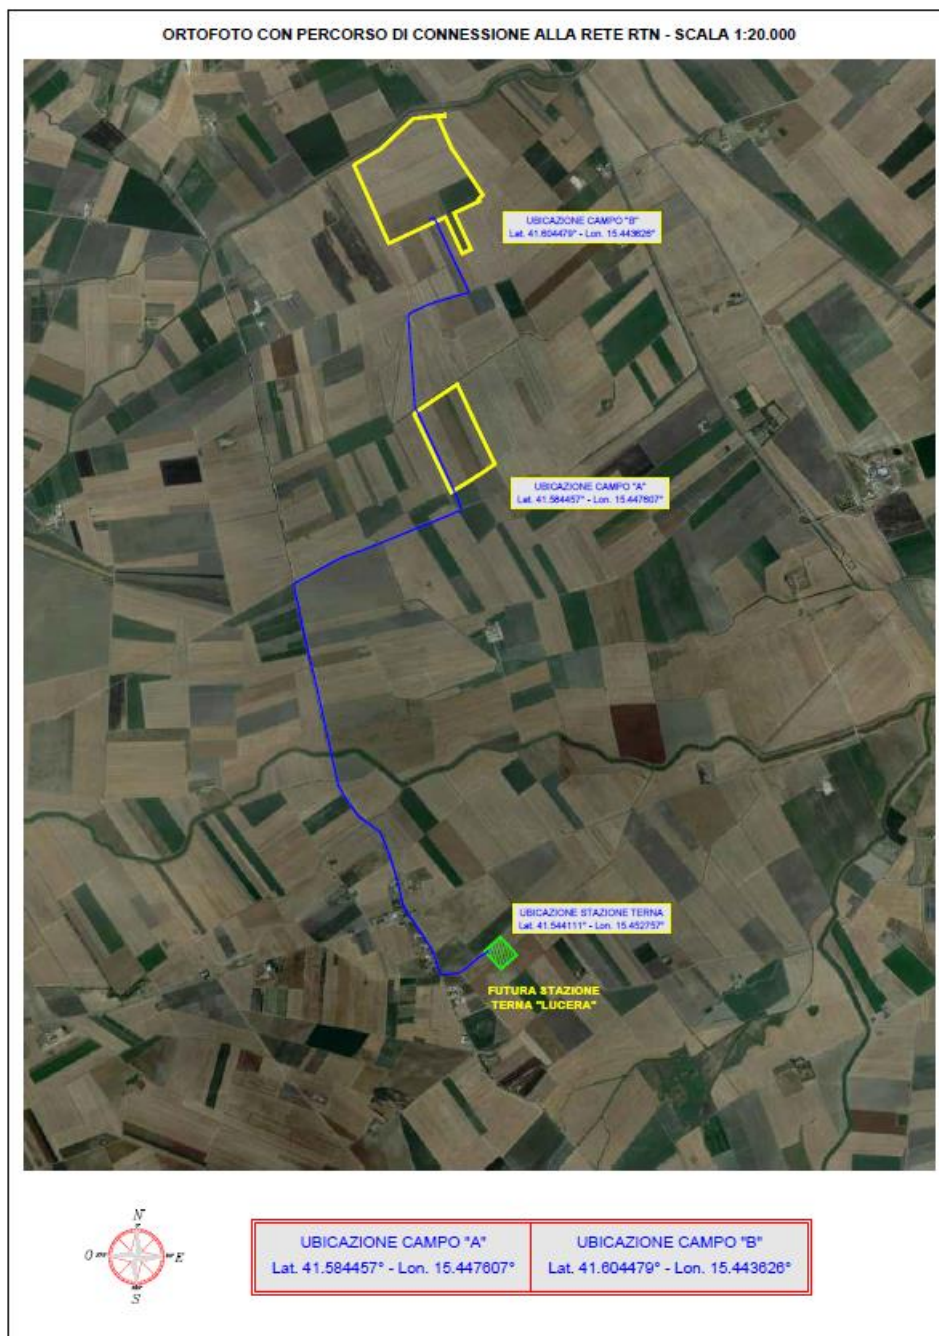 ORTOFOTO CON PERCORSO DI CONNESSIONE ALLA RETE RTN - SCALA 1:20.000
UBICAZIONE CAMPO "B"
Lat. 41.604479° - Lon. 15.443626°
UBICAZIONE CAMPO "A"
Lat. 41.584457° - Lon. 15.447607°
UBICAZIONE STAZIONE TERNA
Lat. 41.544111° - Lon. 15.452757°
FUTURA STAZIONE
TERNA "LUCERA"
N
O
E
S
UBICAZIONE CAMPO "A"
Lat. 41.584457° - Lon. 15.447607°
UBICAZIONE CAMPO "B"
Lat. 41.604479° - Lon. 15.443626°